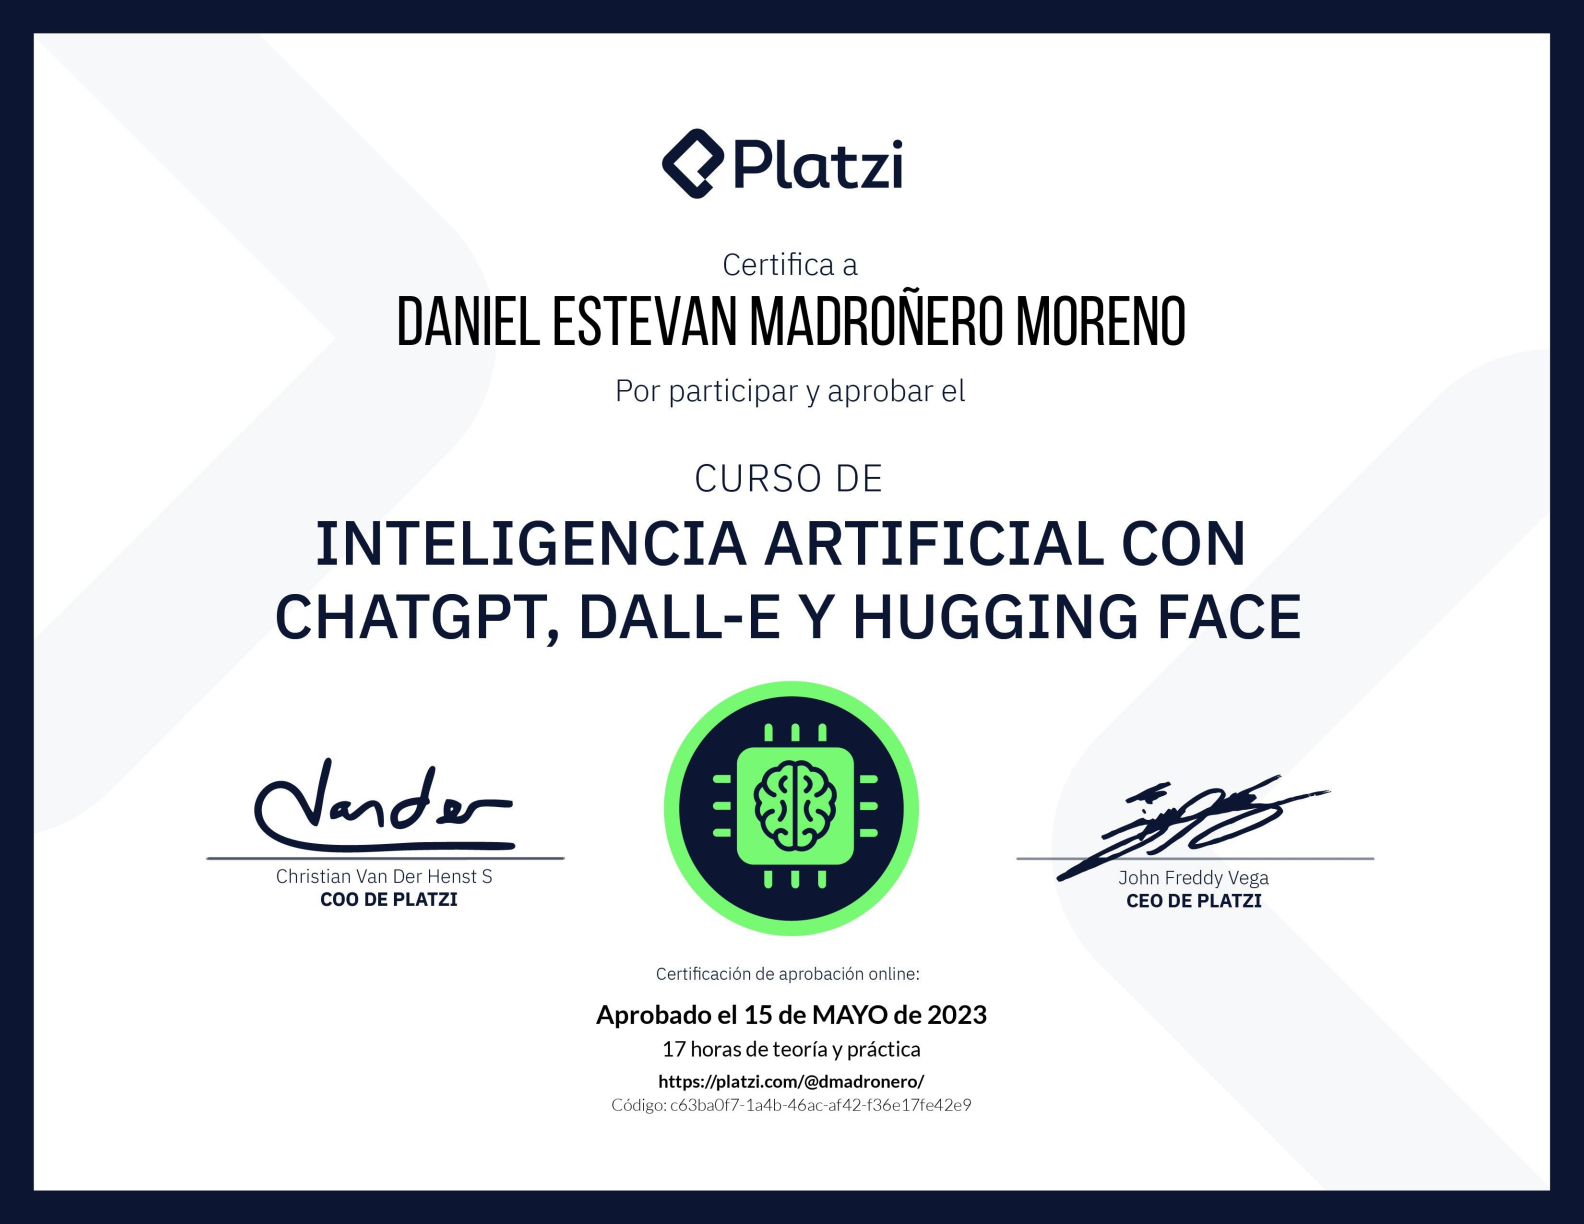 Platzi
Certifica a
DANIEL ESTEVAN MADROÑERO MORENO
Por participar y aprobar el
CURSO DE
INTELIGENCIA ARTIFICIAL CON
CHATGPT, DALL-E Y HUGGING FACE
Vander
Christian Van Der Henst S
COO DE PLATZI
John Freddy Vega
CEO DE PLATZI
Certificación de aprobación online:
Aprobado el 15 de MAYO de 2023
17 horas de teoría y práctica
https://platzi.com/@dmadronero/
Código: c63ba0f7-1a4b-46ac-af42-f36e17fe42e9